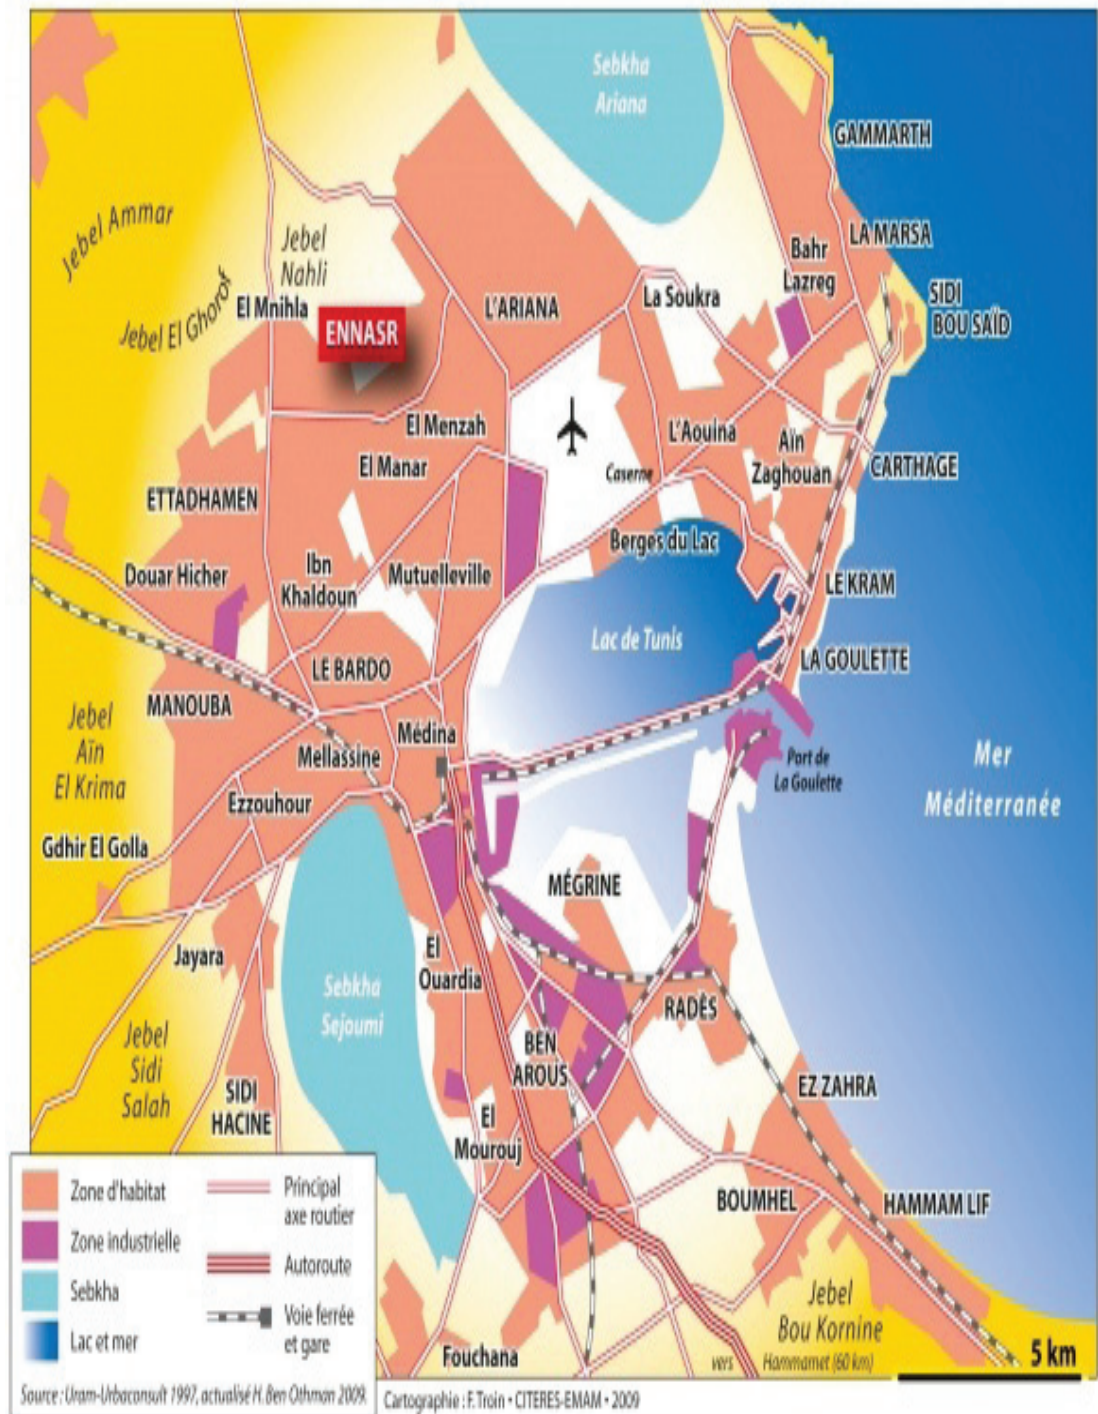 Sebkha
Ariana
GAMMARTH
Jebel Ammar
Jebel
Nahli
LA MARSA
Bahr
Lazreg
Jebel El Ghorof
El Mnihla
ENNASR
L'ARIANA
La Soukra
SIDI
BOU SAÏD
El Menzah
L'Aouina
Aïn
Zaghouan
El Manar
Caserne
CARTHAGE
ETTADHAMEN
Berges du Lac
Douar Hicher
Ibn
Khaldoun
Mutuelleville
LE KRAM
Lac de Tunis
LA GOULETTE
LE BARDO
MANOUBA
Jebel
Aïn
El Krima
Médina
Mellassine
Port de
La Goulette
Mer
Méditerranée
Ezzouhour
Gdhir El Golla
MÉGRINE
Jayara
El
Ouardia
Sebkha
Sejoumi
RADÈS
Jebel
Sidi
Salah
BEN
AROUS
EZ ZAHRA
SIDI
HACINE
El
Mourouj
BOUMHEL
HAMMAM LIF
Zone d'habitat
Zone industrielle
Sebkha
Lac et mer
Principal
axe routier
Autoroute
Voie ferrée
et gare
Jebel
Bou Kornine
Fouchana
vers Hammamet (60 km)
5 km
Source : Uram-Urbaconsult 1997, actualisé H. Ben Othman 2009.
Cartographie : F. Troin • CITERES-EMAM • 2009